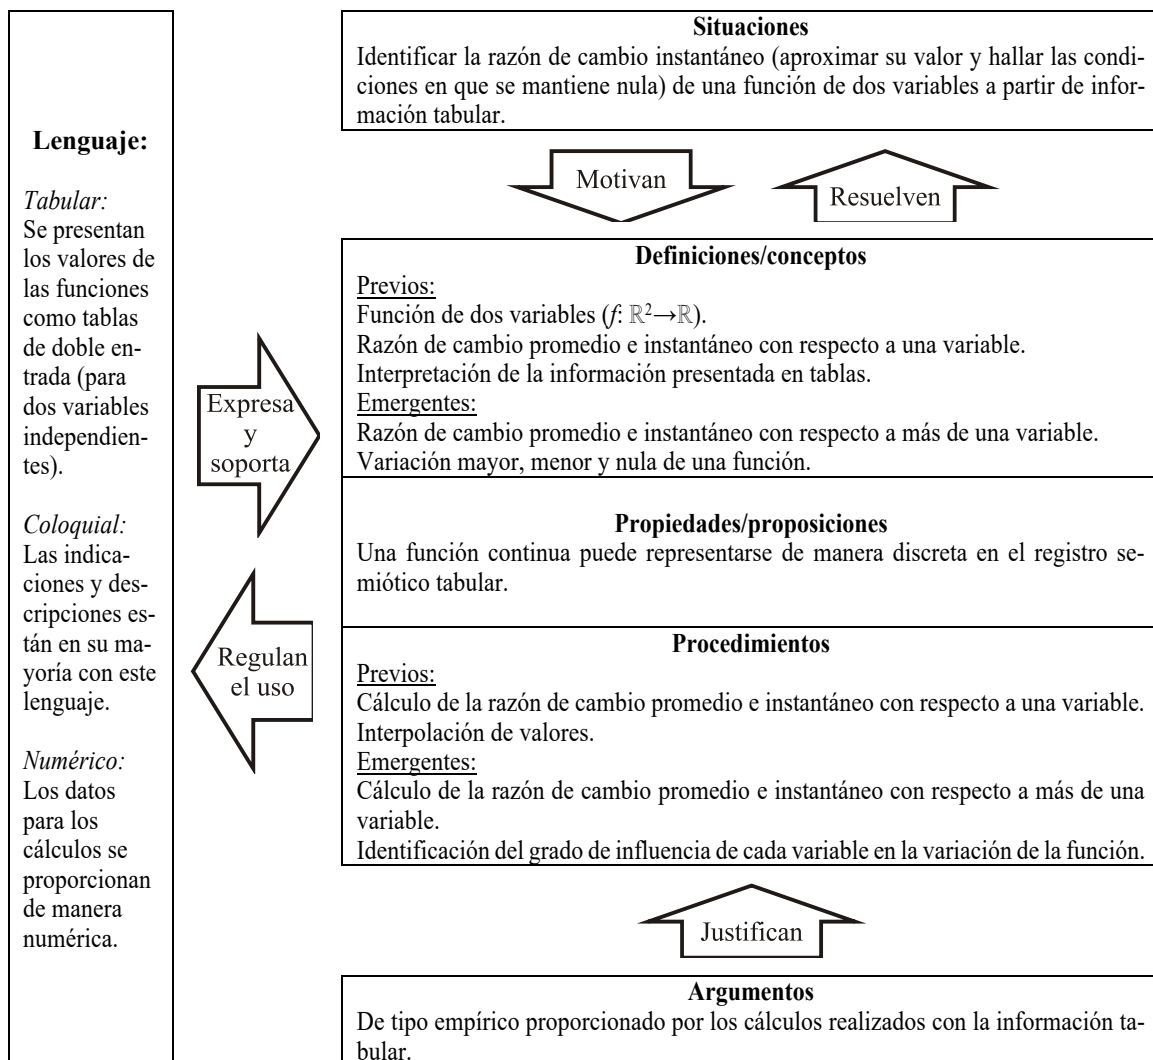 Lenguaje:
Tabular:
Se presentan
los valores de
las funciones
como tablas
de doble en-
trada (para
dos variables
independien-
tes).
Coloquial:
Las indica-
ciones y des-
cripciones es-
tán en su ma-
yoría con este
lenguaje.
Numérico:
Los datos
para los
cálculos se
proporcionan
de manera
numérica.
Expresa
y
soporta
Regulan
el uso
Situaciones
Identificar la razón de cambio instantáneo (aproximar su valor y hallar las condi-
ciones en que se mantiene nula) de una función de dos variables a partir de infor-
mación tabular.
Motivan
Resuelven
Definiciones/conceptos
Previos:
Función de dos variables (f: ℝ²→ℝ).
Razón de cambio promedio e instantáneo con respecto a una variable.
Interpretación de la información presentada en tablas.
Emergentes:
Razón de cambio promedio e instantáneo con respecto a más de una variable.
Variación mayor, menor y nula de una función.
Propiedades/proposiciones
Una función continua puede representarse de manera discreta en el registro se-
miótico tabular.
Procedimientos
Previos:
Cálculo de la razón de cambio promedio e instantáneo con respecto a una variable.
Interpolación de valores.
Emergentes:
Cálculo de la razón de cambio promedio e instantáneo con respecto a más de una
variable.
Identificación del grado de influencia de cada variable en la variación de la función.
Justifican
Argumentos
De tipo empírico proporcionado por los cálculos realizados con la información ta-
bular.